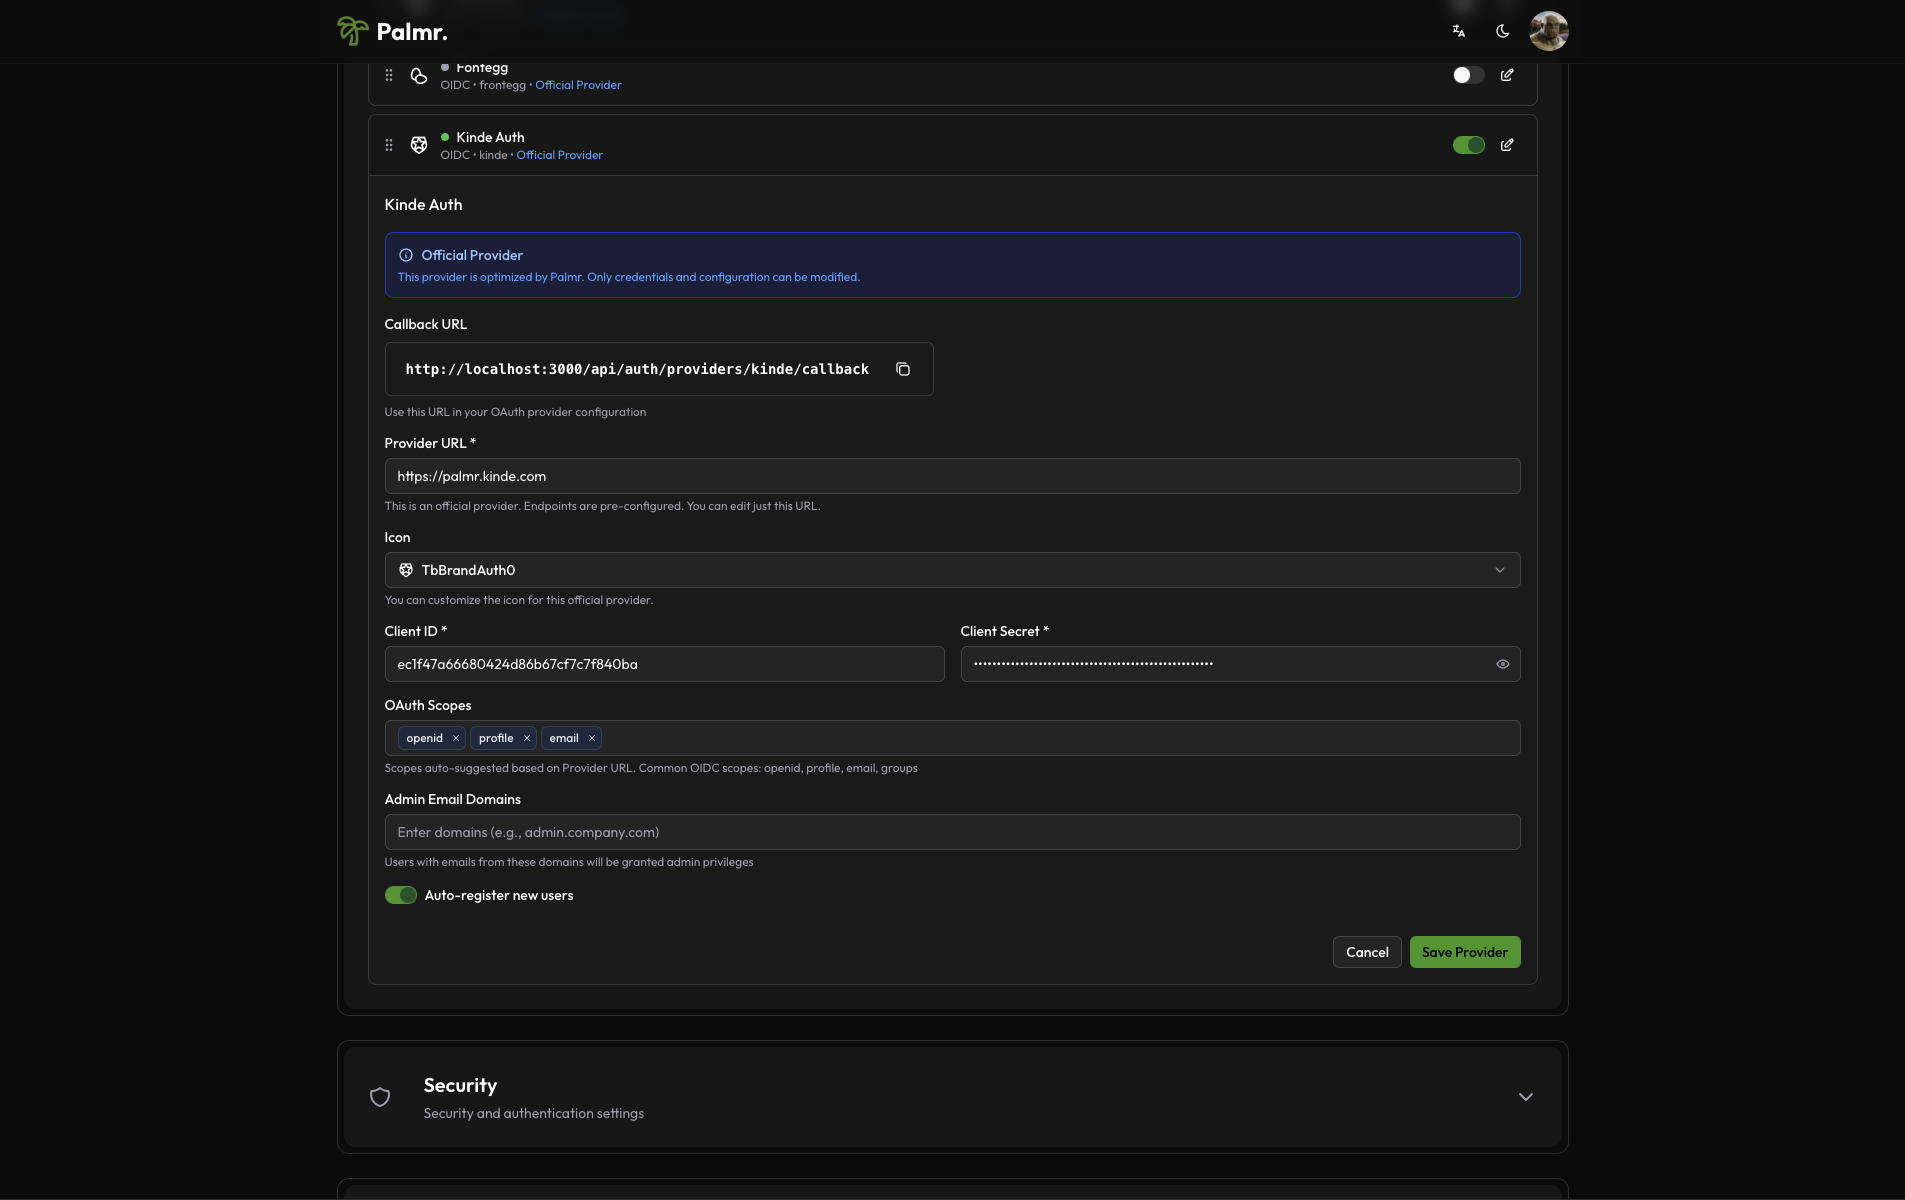 Palmr.
Fontegg
OIDC • frontegg • Official Provider
Kinde Auth
OIDC • kinde • Official Provider
Kinde Auth
Official Provider
This provider is optimized by Palmr. Only credentials and configuration can be modified.
Callback URL
http://localhost:3000/api/auth/providers/kinde/callback
Use this URL in your OAuth provider configuration
Provider URL *
https://palmr.kinde.com
This is an official provider. Endpoints are pre-configured. You can edit just this URL.
Icon
TbBrandAuth0
You can customize the icon for this official provider.
Client ID *
Client Secret *
ec1f47a66680424d86b67cf7c7f840ba
OAuth Scopes
openid × profile × email ×
Scopes auto-suggested based on Provider URL. Common OIDC scopes: openid, profile, email, groups
Admin Email Domains
Enter domains (e.g., admin.company.com)
Users with emails from these domains will be granted admin privileges
Auto-register new users
Cancel
Save Provider
Security
Security and authentication settings